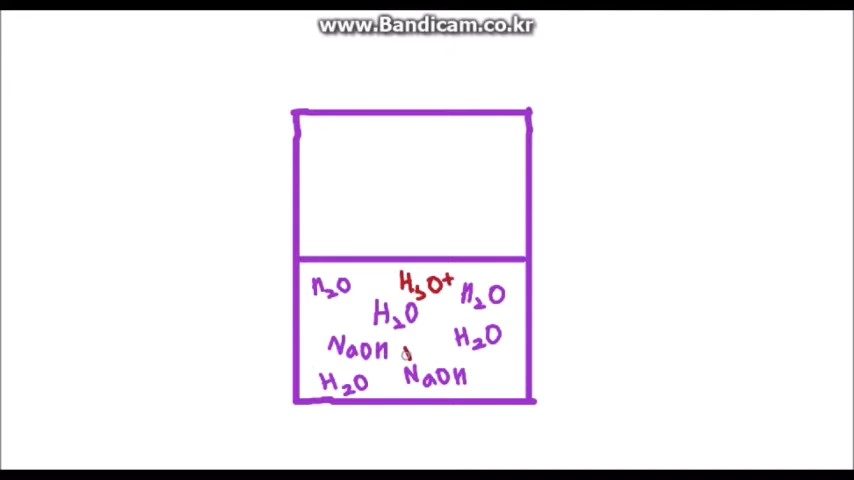 www.Bandicam.co.kr
H2O H3O+ H2O
H2O
H2O
NaOH
H2O NaOH